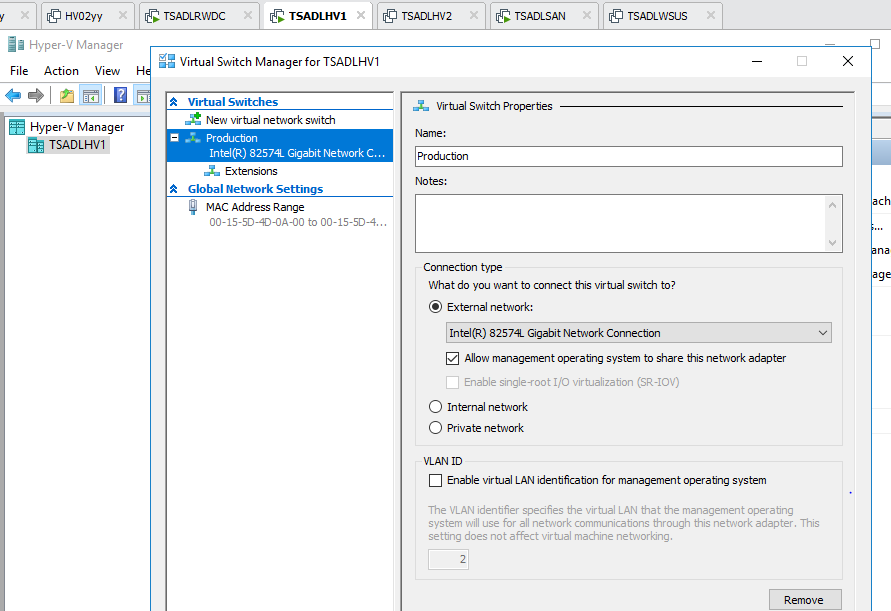 y
HV02yy
TSADLRWDC
TSADLHV1
TSADLHV2
TSADLSAN
TSADLWSUS
Hyper-V Manager
File Action View He
Hyper-V Manager
TSADLHV1
Virtual Switch Manager for TSADLHV1
Virtual Switches
New virtual network switch
Production
Intel(R) 82574L Gigabit Network C...
Extensions
Global Network Settings
MAC Address Range
00-15-5D-4D-0A-00 to 00-15-5D-4...
Virtual Switch Properties
Name:
Production
Notes:
Connection type
What do you want to connect this virtual switch to?
External network:
Intel(R) 82574L Gigabit Network Connection
Allow management operating system to share this network adapter
Enable single-root I/O virtualization (SR-IOV)
Internal network
Private network
VLAN ID
Enable virtual LAN identification for management operating system
The VLAN identifier specifies the virtual LAN that the management operating
system will use for all network communications through this network adapter. This
setting does not affect virtual machine networking.
2
Remove
ach
s...
ana
age